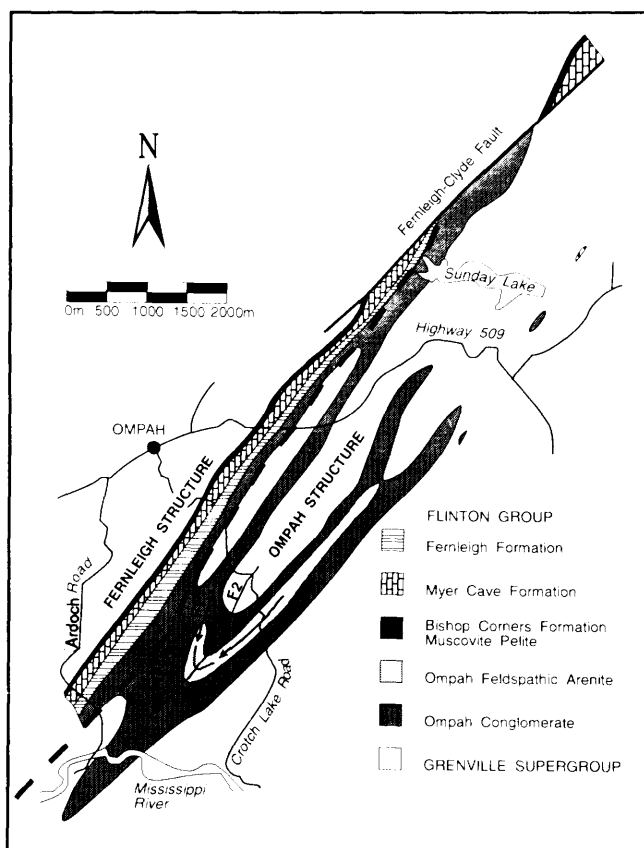 N
0m 500 1000 1500 2000m
Fernleigh-Clyde Fault
Sunday Lake
Highway 509
OMPAH
FERNLEIGH STRUCTURE
OMPAH STRUCTURE
F2
Ardoch Road
Crotch Lake Road
Mississippi
River
FLINTON GROUP
Fernleigh Formation
Myer Cave Formation
Bishop Corners Formation
Muscovite Pelite
Ompah Feldspathic Arenite
Ompah Conglomerate
GRENVILLE SUPERGROUP